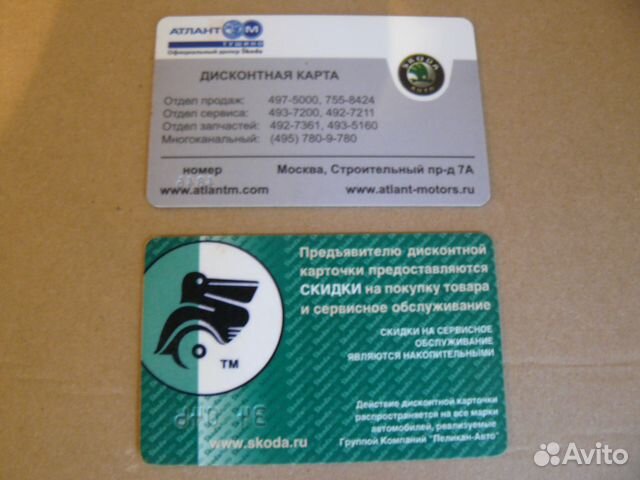 АТЛАНТ М
ТУШИНО
Официальный дилер Škoda
SKODA
AUTO
ДИСКОНТНАЯ КАРТА
Отдел продаж: 497-5000, 755-8424
Отдел сервиса: 493-7200, 492-7211
Отдел запчастей: 492-7361, 493-5160
Многоканальный: (495) 780-9-780
номер Москва, Строительный пр-д 7А
www.atlantm.com www.atlant-motors.ru
Предъявителю дисконтной
карточки предоставляются
СКИДКИ на покупку товара
и сервисное обслуживание
СКИДКИ НА СЕРВИСНОЕ
ОБСЛУЖИВАНИЕ
ЯВЛЯЮТСЯ НАКОПИТЕЛЬНЫМИ
TM
Действие дисконтной карточки
распространяется на все марки
автомобилей, реализуемые
Группой Компаний "Пеликан-Авто"
www.skoda.ru
Avito